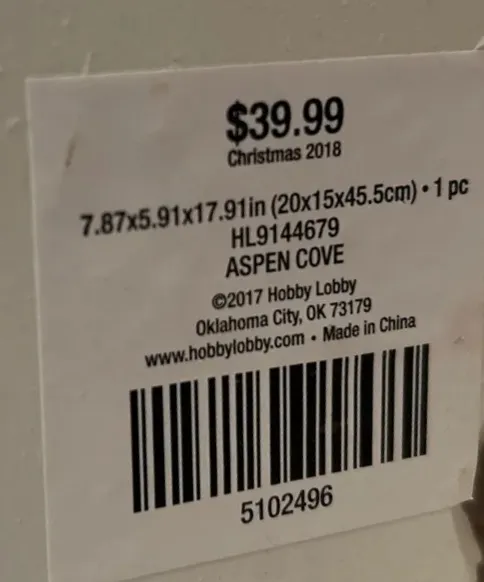 $39.99
Christmas 2018
7.87x5.91x17.91in (20x15x45.5cm) • 1 pc
HL9144679
ASPEN COVE
©2017 Hobby Lobby
Oklahoma City, OK 73179
www.hobbylobby.com • Made in China
5102496